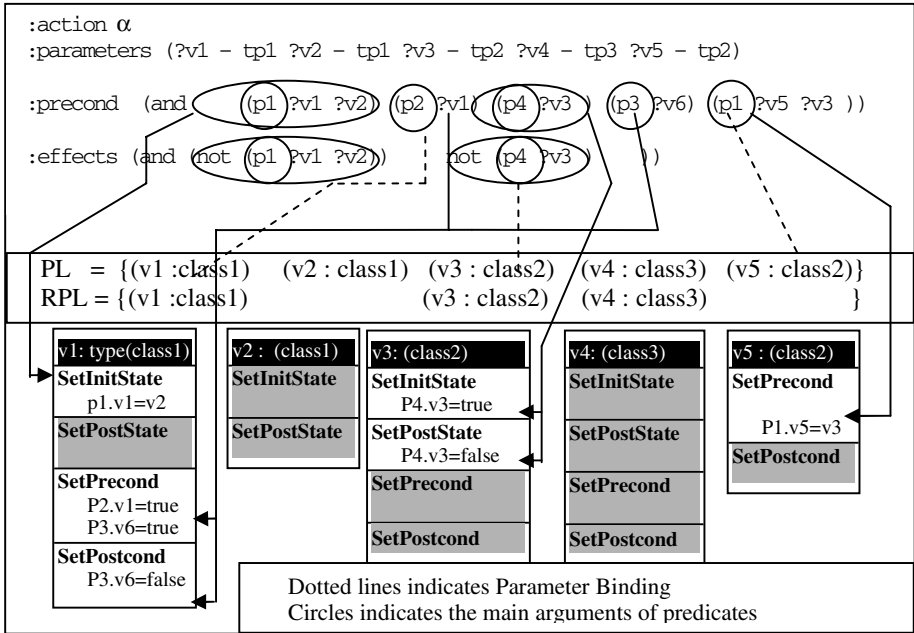 :action α
:parameters (?v1 – tp1 ?v2 – tp1 ?v3 – tp2 ?v4 – tp3 ?v5 – tp2)
:precond (and (p1 ?v1 ?v2) (p2 ?v1) (p4 ?v3 ) (p3 ?v6) (p1 ?v5 ?v3 ))
:effects (and (not (p1 ?v1 ?v2)) not (p4 ?v3 ) ))
PL = {(v1 :class1) (v2 : class1) (v3 : class2) (v4 : class3) (v5 : class2)}
RPL = {(v1 :class1) (v3 : class2) (v4 : class3) }
v1: type(class1)
SetInitState
p1.v1=v2
SetPostState
SetPrecond
P2.v1=true
P3.v6=true
SetPostcond
P3.v6=false
v2 : (class1)
SetInitState
SetPostState
v3: (class2)
SetInitState
P4.v3=true
SetPostState
P4.v3=false
SetPrecond
SetPostcond
v4: (class3)
SetInitState
SetPostState
SetPrecond
SetPostcond
v5 : (class2)
SetPrecond
P1.v5=v3
SetPostcond
Dotted lines indicates Parameter Binding
Circles indicates the main arguments of predicates